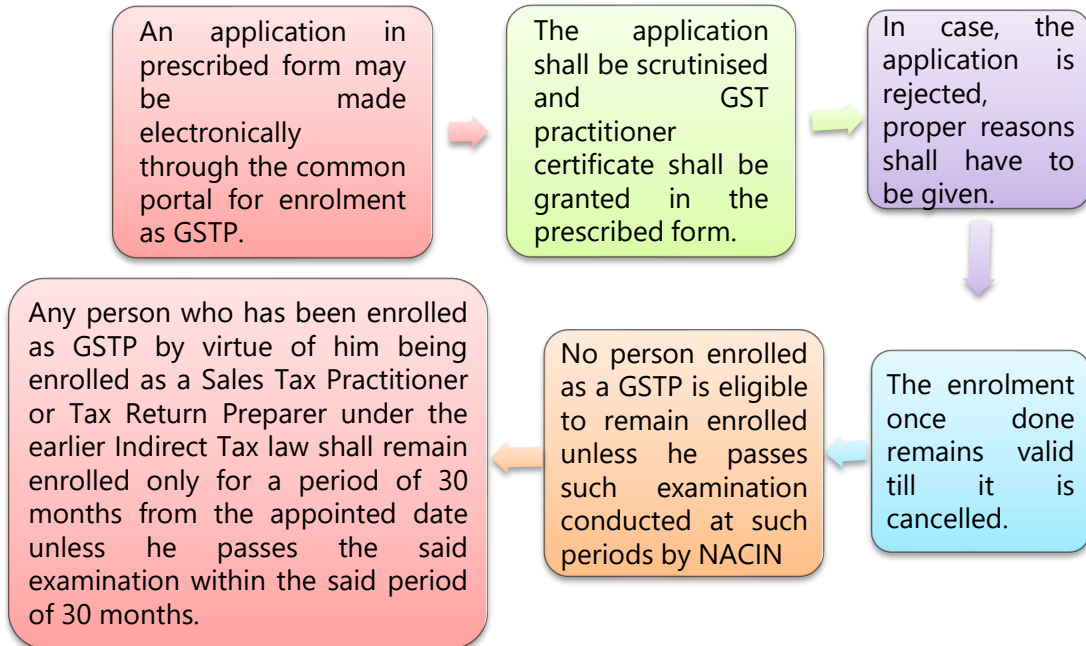 An application in
prescribed form may
be made
electronically
through the common
portal for enrolment
as GSTP.
The application
shall be scrutinised
and GST
practitioner
certificate shall be
granted in the
prescribed form.
In case, the
application is
rejected,
proper reasons
shall have to
be given.
The enrolment
once done
remains valid
till it is
cancelled.
No person enrolled
as a GSTP is eligible
to remain enrolled
unless he passes
such examination
conducted at such
periods by NACIN
Any person who has been enrolled
as GSTP by virtue of him being
enrolled as a Sales Tax Practitioner
or Tax Return Preparer under the
earlier Indirect Tax law shall remain
enrolled only for a period of 30
months from the appointed date
unless he passes the said
examination within the said period
of 30 months.